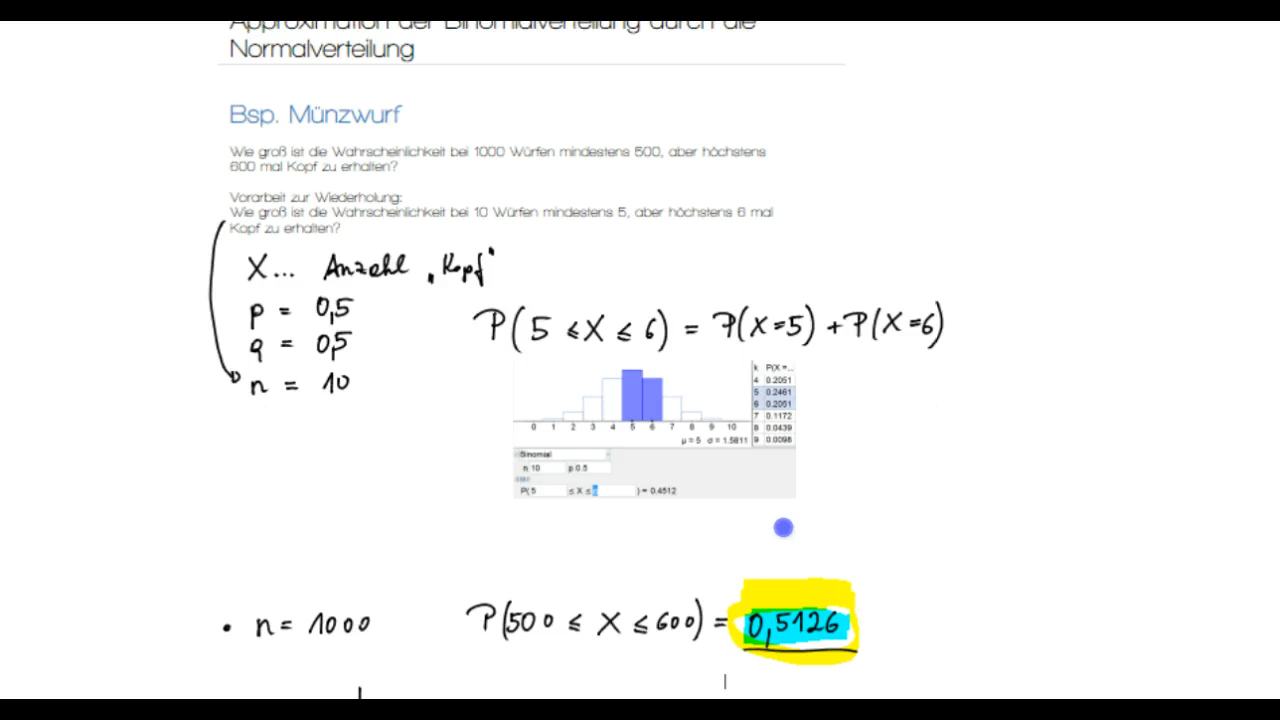 Approximation der Binomialverteilung durch die
Normalverteilung
Bsp. Münzwurf
Wie groß ist die Wahrscheinlichkeit bei 1000 Würfen mindestens 500, aber höchstens
600 mal Kopf zu erhalten?
Vorarbeit zur Wiederholung:
Wie groß ist die Wahrscheinlichkeit bei 10 Würfen mindestens 5, aber höchstens 6 mal
Kopf zu erhalten?
X... Anzahl „Kopf"
p = 0,5
q = 0,5
n = 10
P(5 ≤ X ≤ 6) = P(X=5) + P(X=6)
k P(X =...
4 0.2051
5 0.2461
6 0.2051
7 0.1172
8 0.0439
9 0.0098
0 1 2 3 4 5 6 7 8 9 10
μ = 5 σ = 1.5811
Binomial
n 10 p 0.5
P( 5 ≤ X ≤ 6 ) = 0.4512
• n = 1000
P(500 ≤ X ≤ 600) = 0,5126